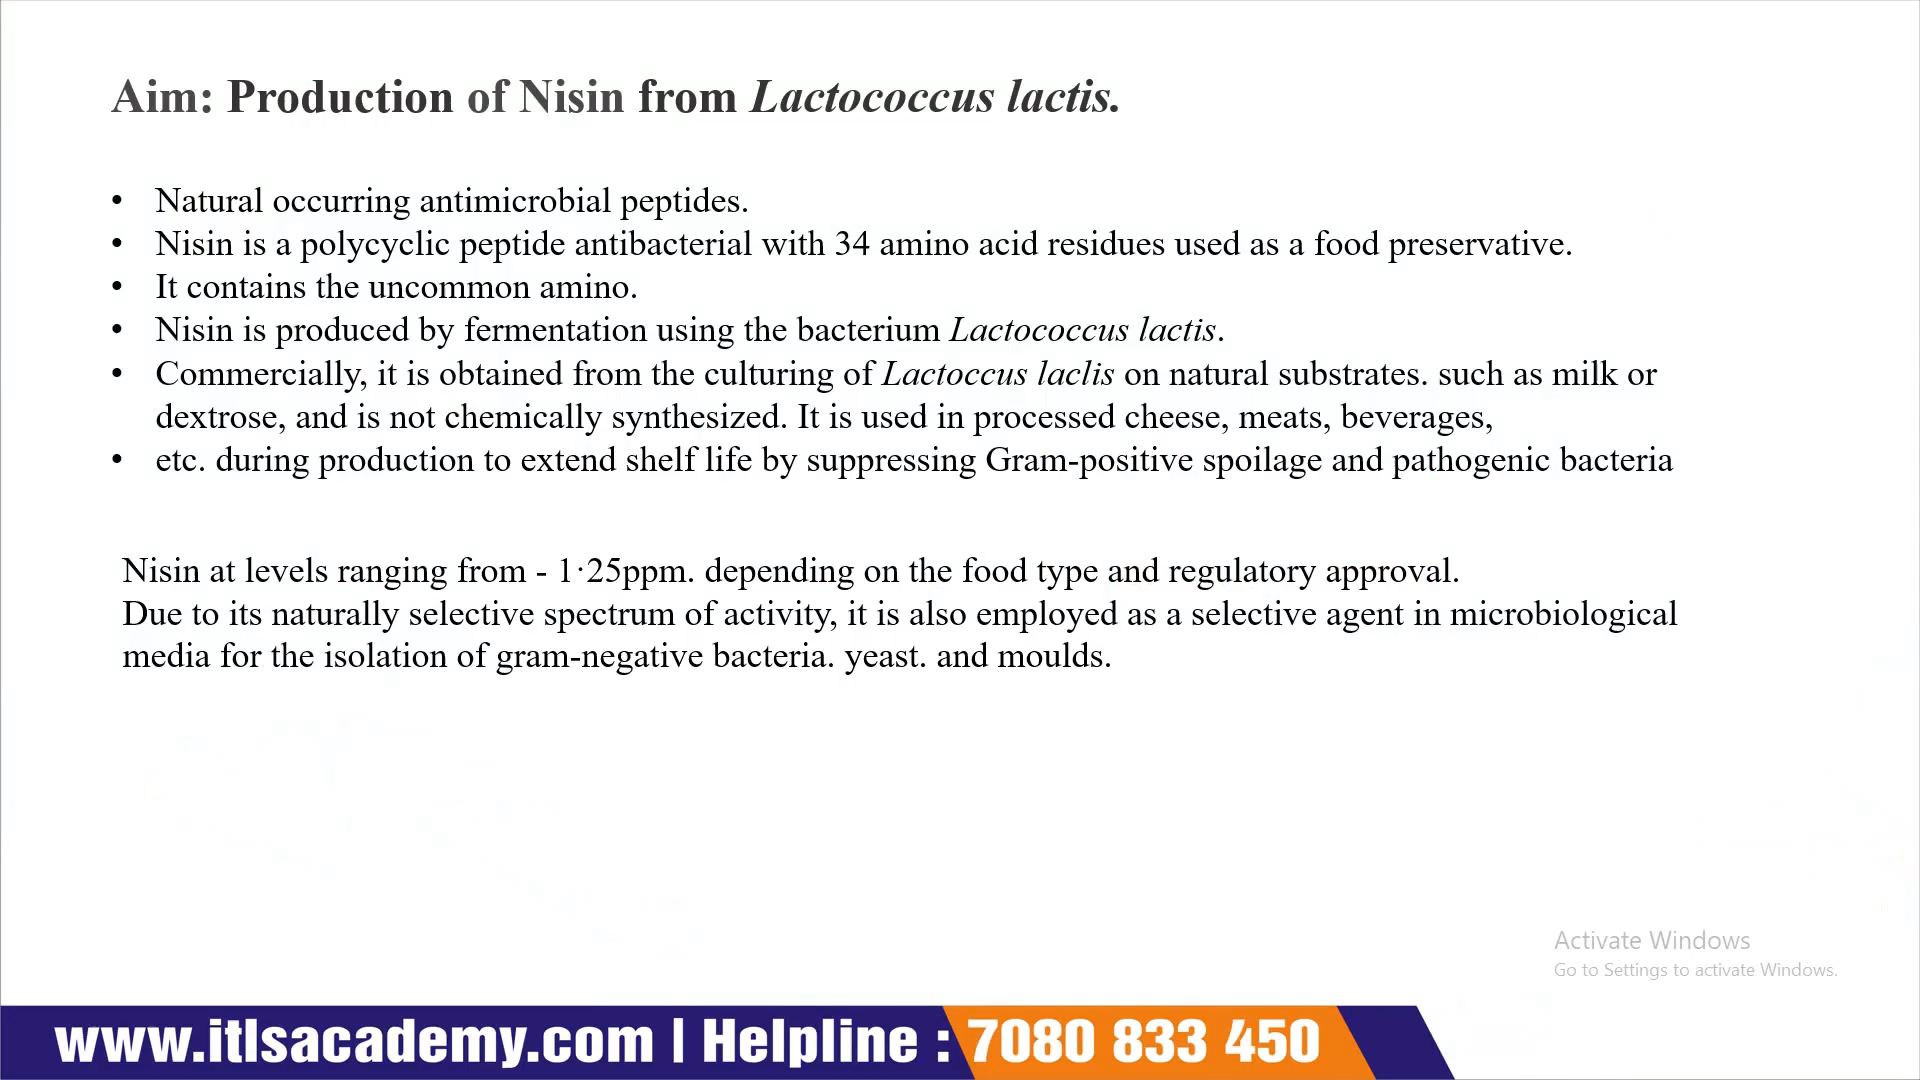 Aim: Production of Nisin from Lactococcus lactis.
• Natural occurring antimicrobial peptides.
• Nisin is a polycyclic peptide antibacterial with 34 amino acid residues used as a food preservative.
• It contains the uncommon amino.
• Nisin is produced by fermentation using the bacterium Lactococcus lactis.
• Commercially, it is obtained from the culturing of Lactoccus laclis on natural substrates. such as milk or
dextrose, and is not chemically synthesized. It is used in processed cheese, meats, beverages,
• etc. during production to extend shelf life by suppressing Gram-positive spoilage and pathogenic bacteria
Nisin at levels ranging from - 1·25ppm. depending on the food type and regulatory approval.
Due to its naturally selective spectrum of activity, it is also employed as a selective agent in microbiological
media for the isolation of gram-negative bacteria. yeast. and moulds.
Activate Windows
Go to Settings to activate Windows.
www.itlsacademy.com | Helpline : 7080 833 450